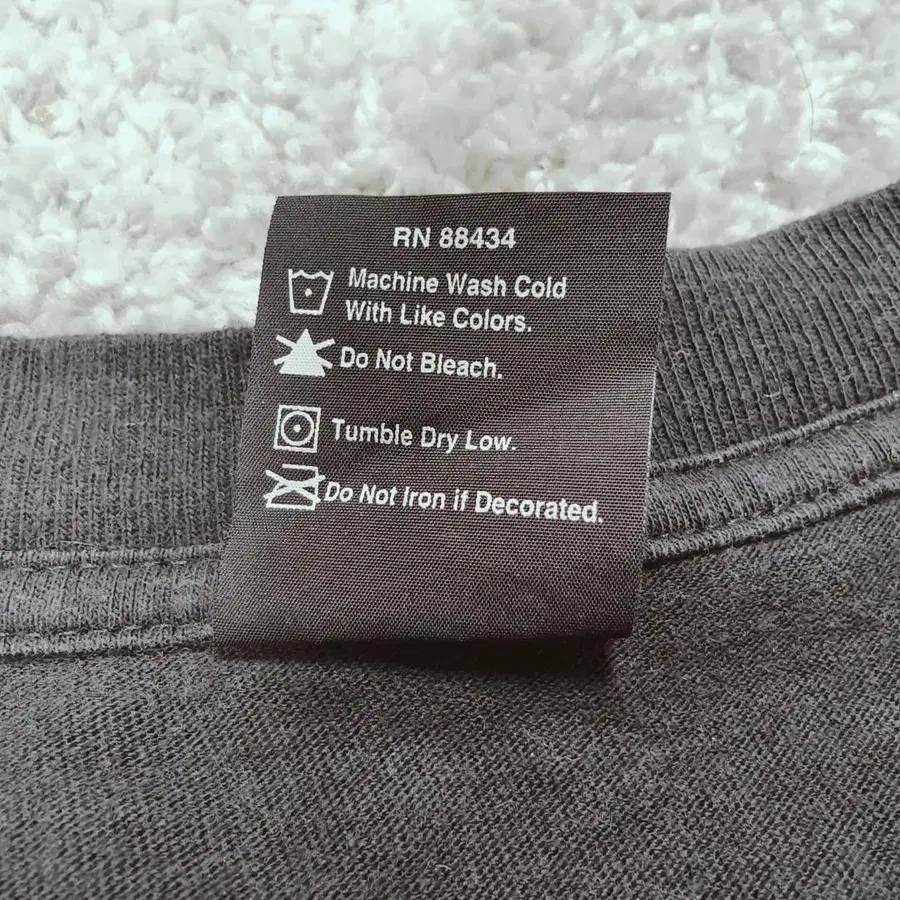 RN 88434
Machine Wash Cold
With Like Colors.
Do Not Bleach.
Tumble Dry Low.
Do Not Iron if Decorated.